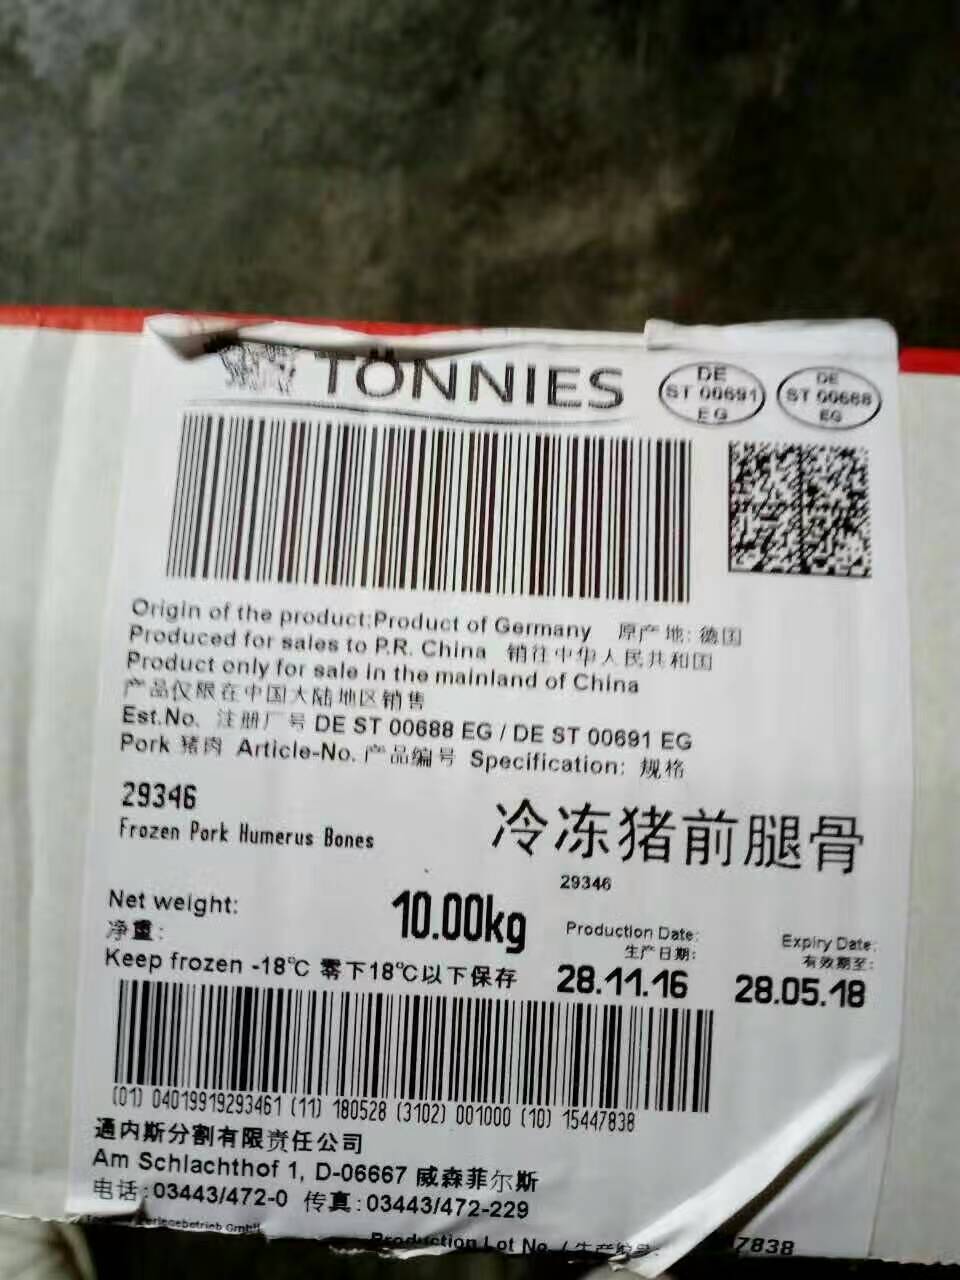 TÖNNIES
DE
ST 00691
EG
DE
ST 00688
EG
Origin of the product:Product of Germany 原产地: 德国
Produced for sales to P.R. China 销往中华人民共和国
Product only for sale in the mainland of China
产品仅限在中国大陆地区销售
Est.No. 注册厂号 DE ST 00688 EG / DE ST 00691 EG
Pork 猪肉 Article-No. 产品编号 Specification: 规格
29346
Frozen Pork Humerus Bones
冷冻猪前腿骨
29346
Net weight:
净重:
10.00kg
Production Date:
生产日期:
28.11.16
Expiry Date:
有效期至:
28.05.18
Keep frozen -18℃ 零下18℃以下保存
(01) 04019919293461 (11) 180528 (3102) 001000 (10) 15447838
通内斯分割有限责任公司
Am Schlachthof 1, D-06667 威森菲尔斯
电话:03443/472-0 传真:03443/472-229
GmbH
Production Lot No. / 生产编号: 7838